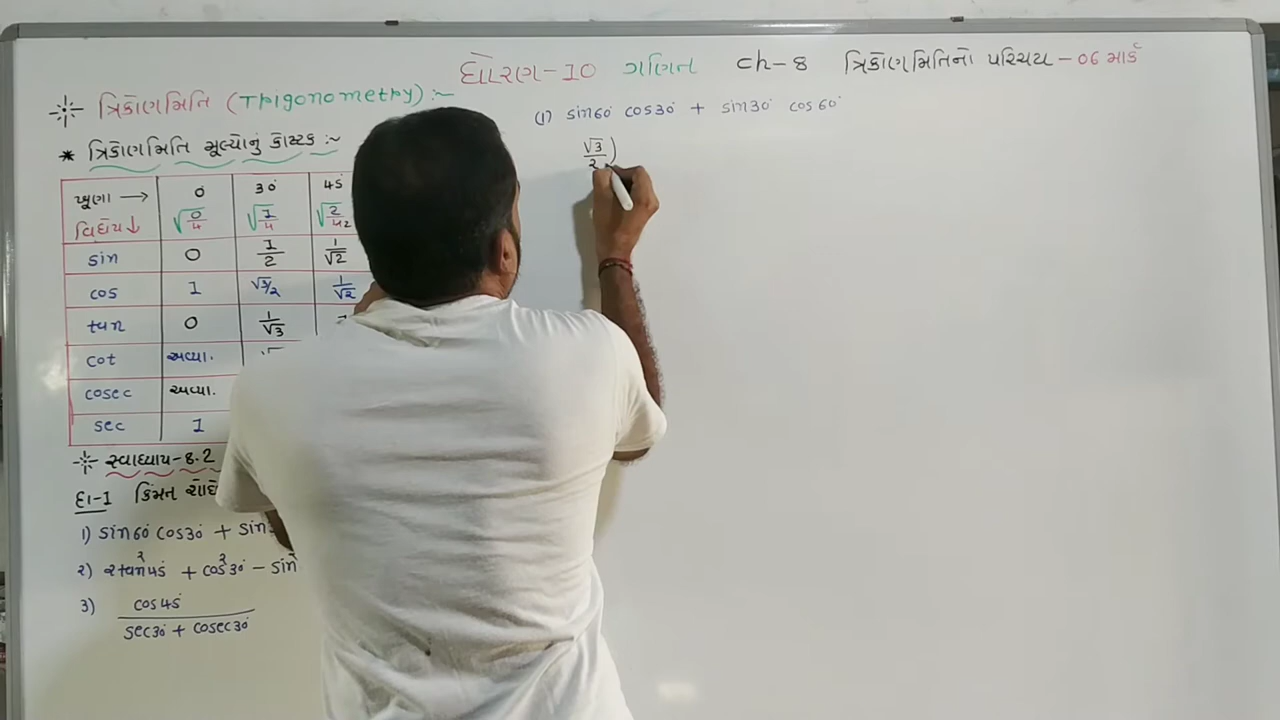 ધોરણ-10 ગણિત ch-8 ત્રિકોણમિતિનો પરિચય - 06 માર્ક
ત્રિકોણમિતિ (Trigonometry) :~
* ત્રિકોણમિતિ મૂલ્યોનું કોષ્ટક :~
ખૂણા → 0° 30° 45°
વિધેય ↓ √0/4 √1/4 √2/4 2
sin 0 1/2 1/√2
cos 1 √3/2 1/√2
tan 0 1/√3
cot અવ્યા.
cosec અવ્યા.
sec 1
સ્વાધ્યાય-8.2
દા-1 કિંમત શોધો
1) sin60° cos30° + sin
2) 2tan²45° + cos²30° - sin²
3) cos45° / sec30° + cosec30°
(1) sin60° cos30° + sin30° cos60°
√3/2 )